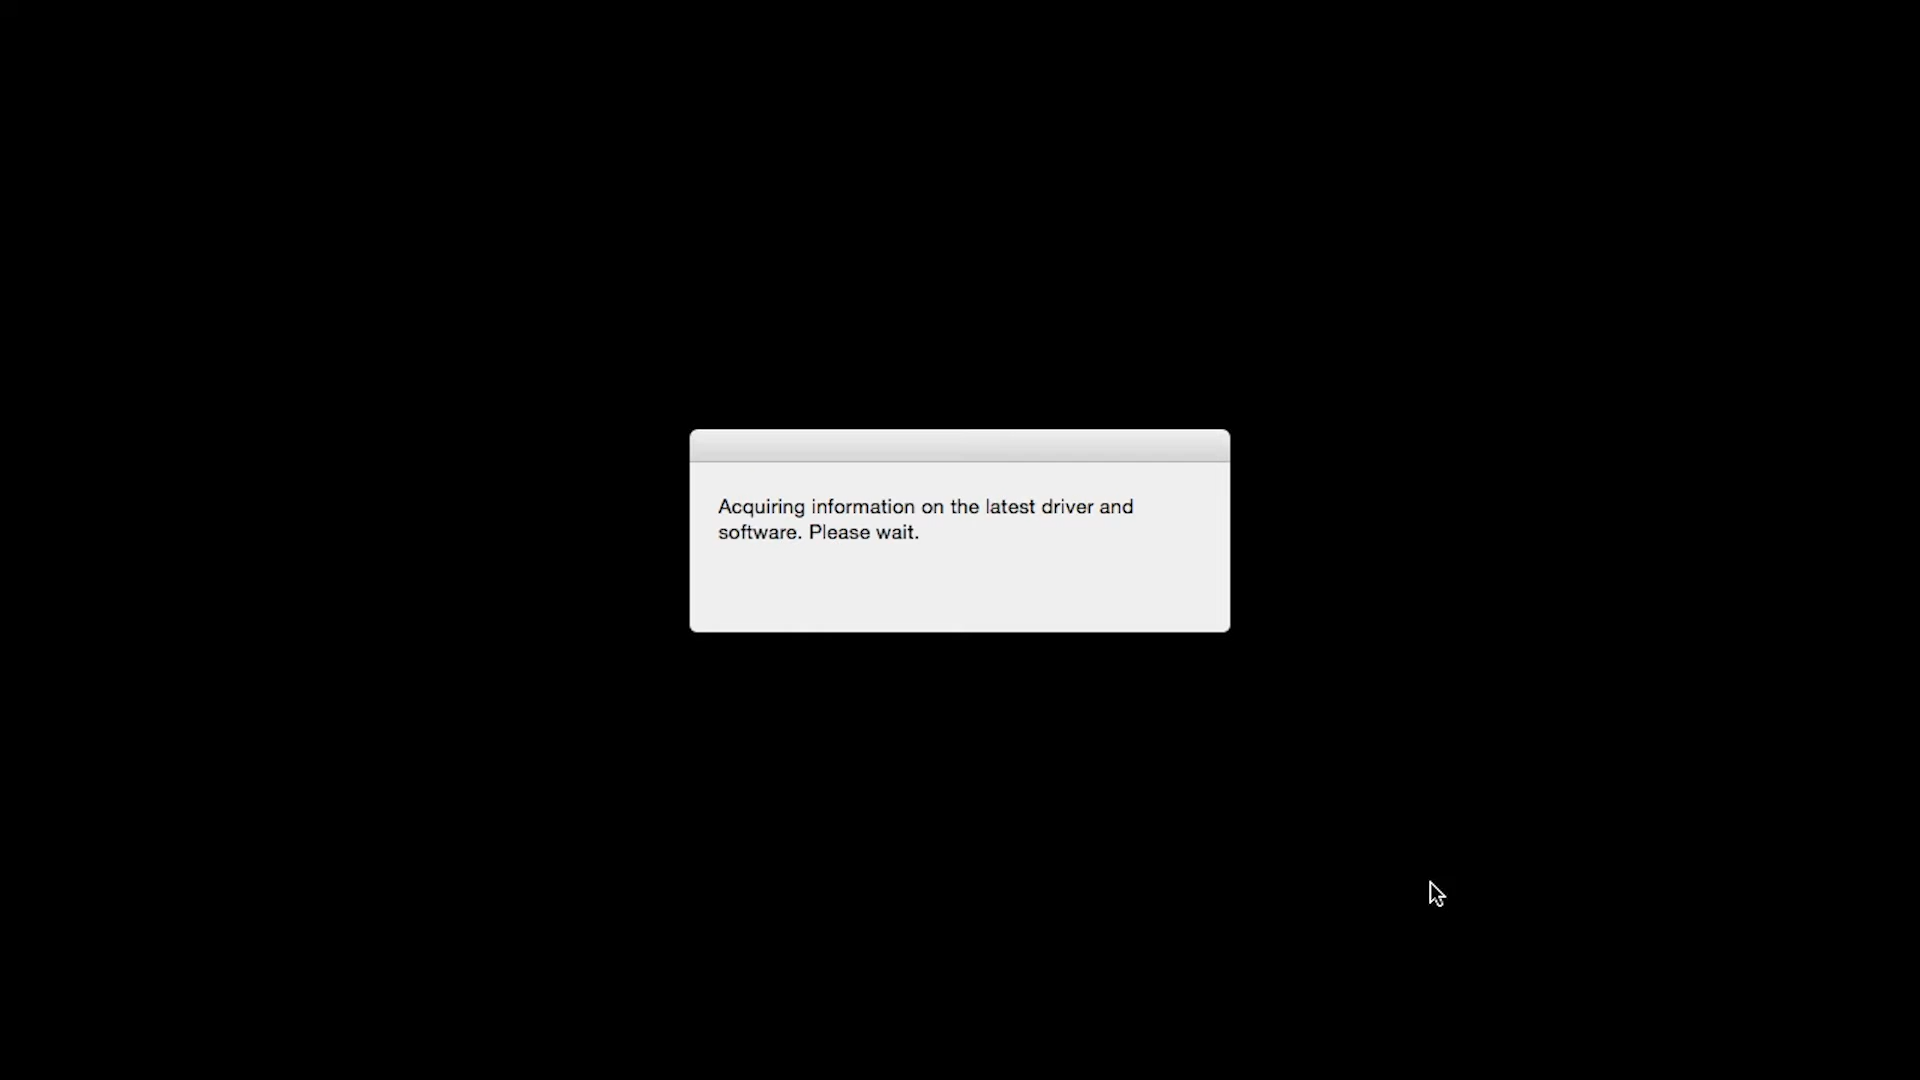 Acquiring information on the latest driver and
software. Please wait.